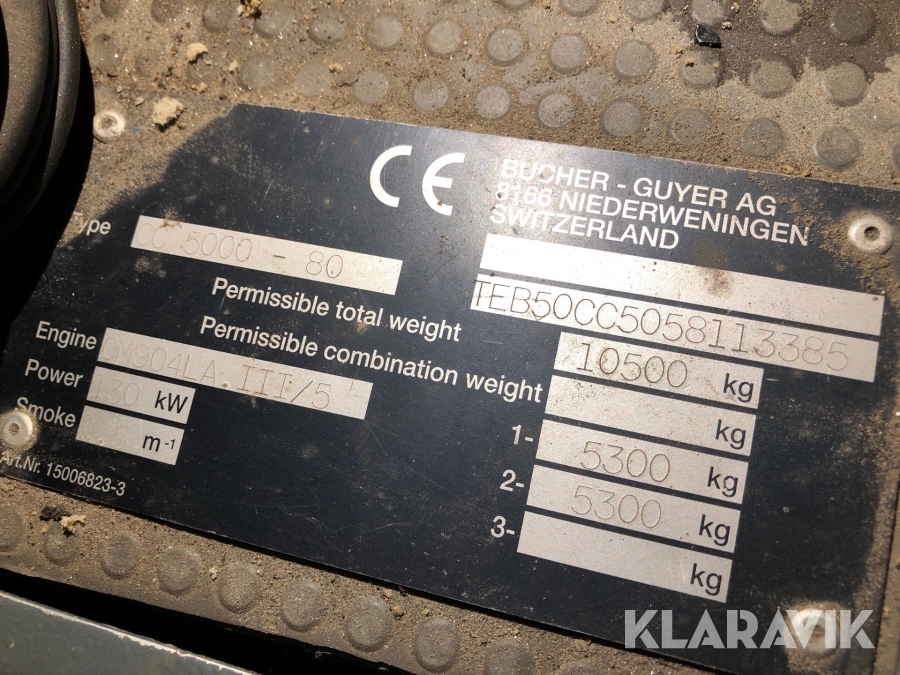 CE
BUCHER - GUYER AG
8166 NIEDERWENINGEN
SWITZERLAND
Type CC 5000 - 80
TEB50CC5058113385
Permissible total weight 10500 kg
Permissible combination weight kg
Engine OM904LA.III/5
Power 130 kW
Smoke m-1
1- 5300 kg
2- 5300 kg
3- kg
Art.Nr. 15006823-3
KLARAVIK